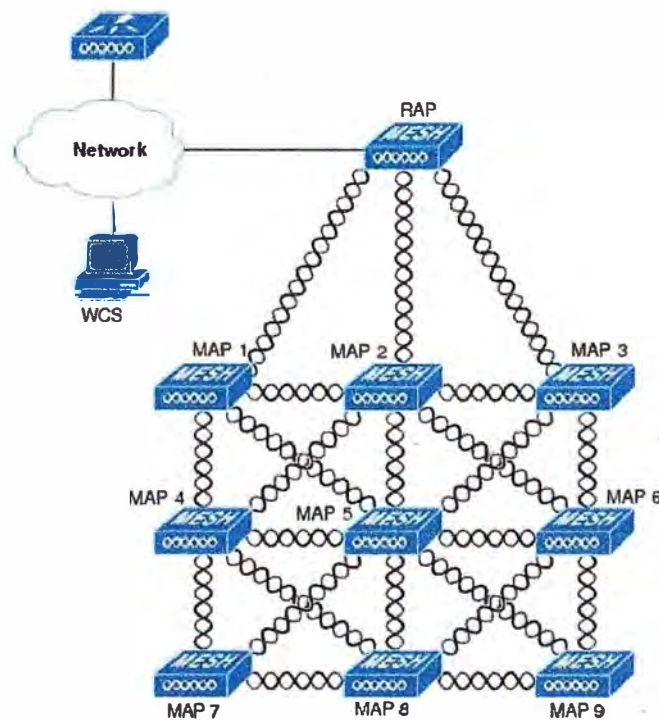 RAP
MESH
Network
WCS
MAP 1
MAP 2
MAP 3
MESH
MESH
MESH
MAP 4
MAP 5
MAP 6
MESH
MESH
MESH
MESH
MESH
MESH
MAP 7
MAP 8
MAP 9